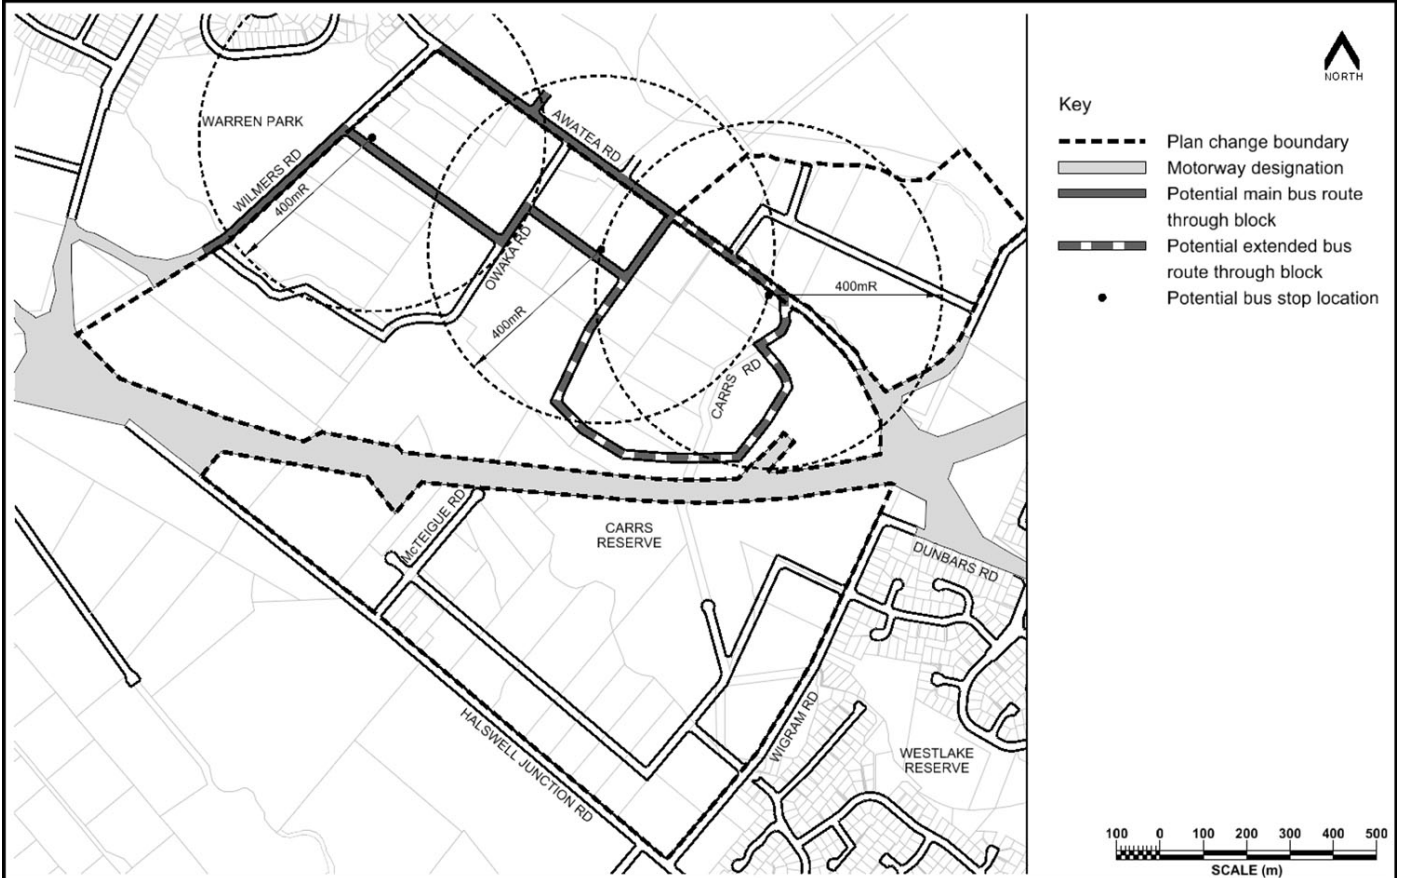 NORTH
Key
Plan change boundary
Motorway designation
Potential main bus route
through block
Potential extended bus
route through block
Potential bus stop location
WARREN PARK
AWATEA RD
WILMERS RD
400mR
OWAKA RD
400mR
400mR
CARRS RD
McTEIGUE RD
CARRS
RESERVE
DUNBARS RD
HALSWELL JUNCTION RD
WIGRAM RD
WESTLAKE
RESERVE
100 0 100 200 300 400 500
SCALE (m)